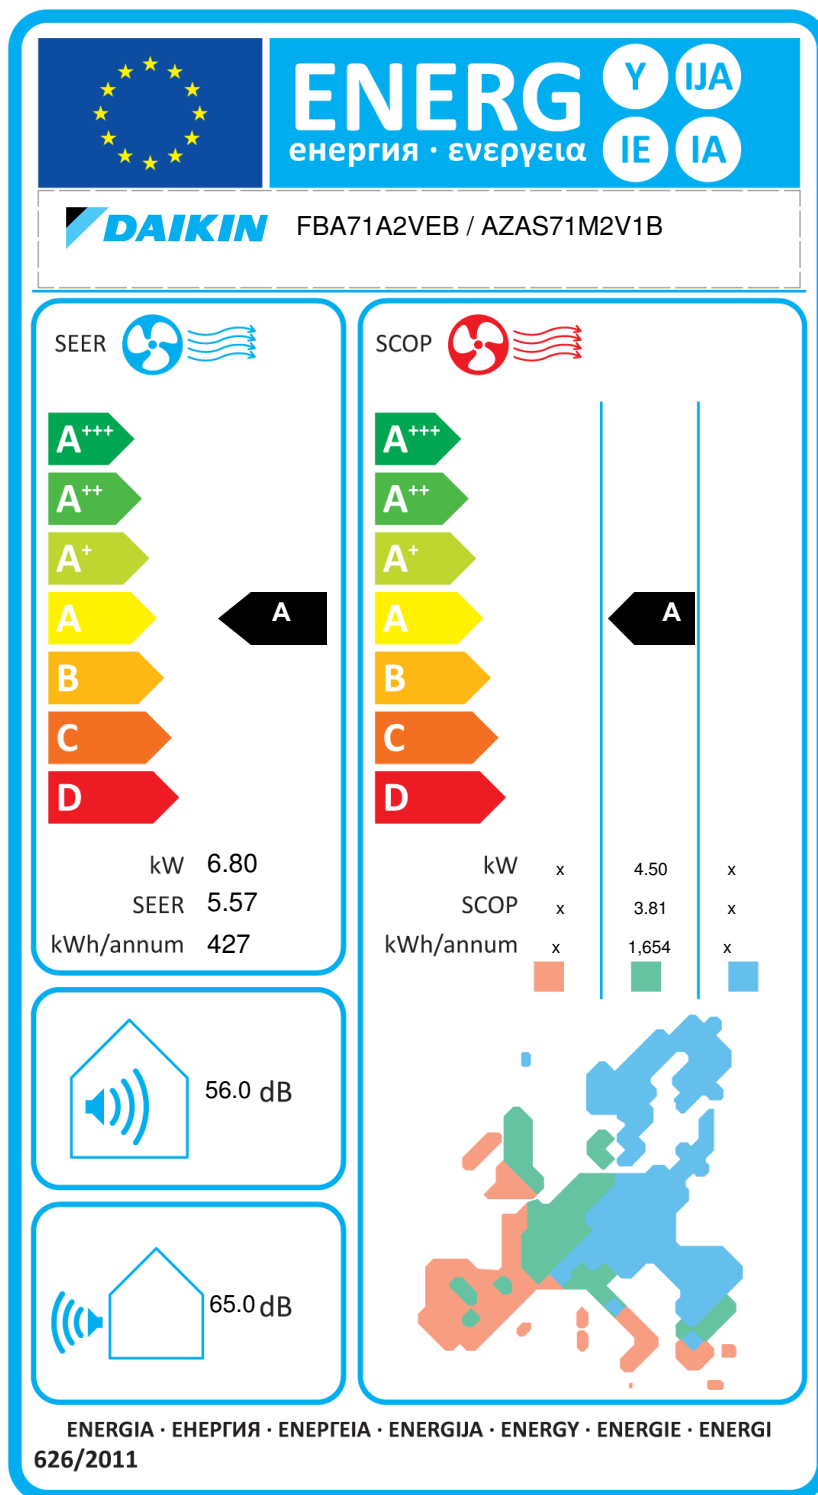 ENERG
енергия · ενεργεια
Y IJA
IE IA
DAIKIN FBA71A2VEB / AZAS71M2V1B
SEER
A+++
A++
A+
A
B
C
D
A
kW 6.80
SEER 5.57
kWh/annum 427
SCOP
A+++
A++
A+
A
B
C
D
A
kW x 4.50 x
SCOP x 3.81 x
kWh/annum x 1,654 x
56.0 dB
65.0 dB
ENERGIA · ЕНЕРГИЯ · ΕΝΕΡΓΕΙΑ · ENERGIJA · ENERGY · ENERGIE · ENERGI
626/2011